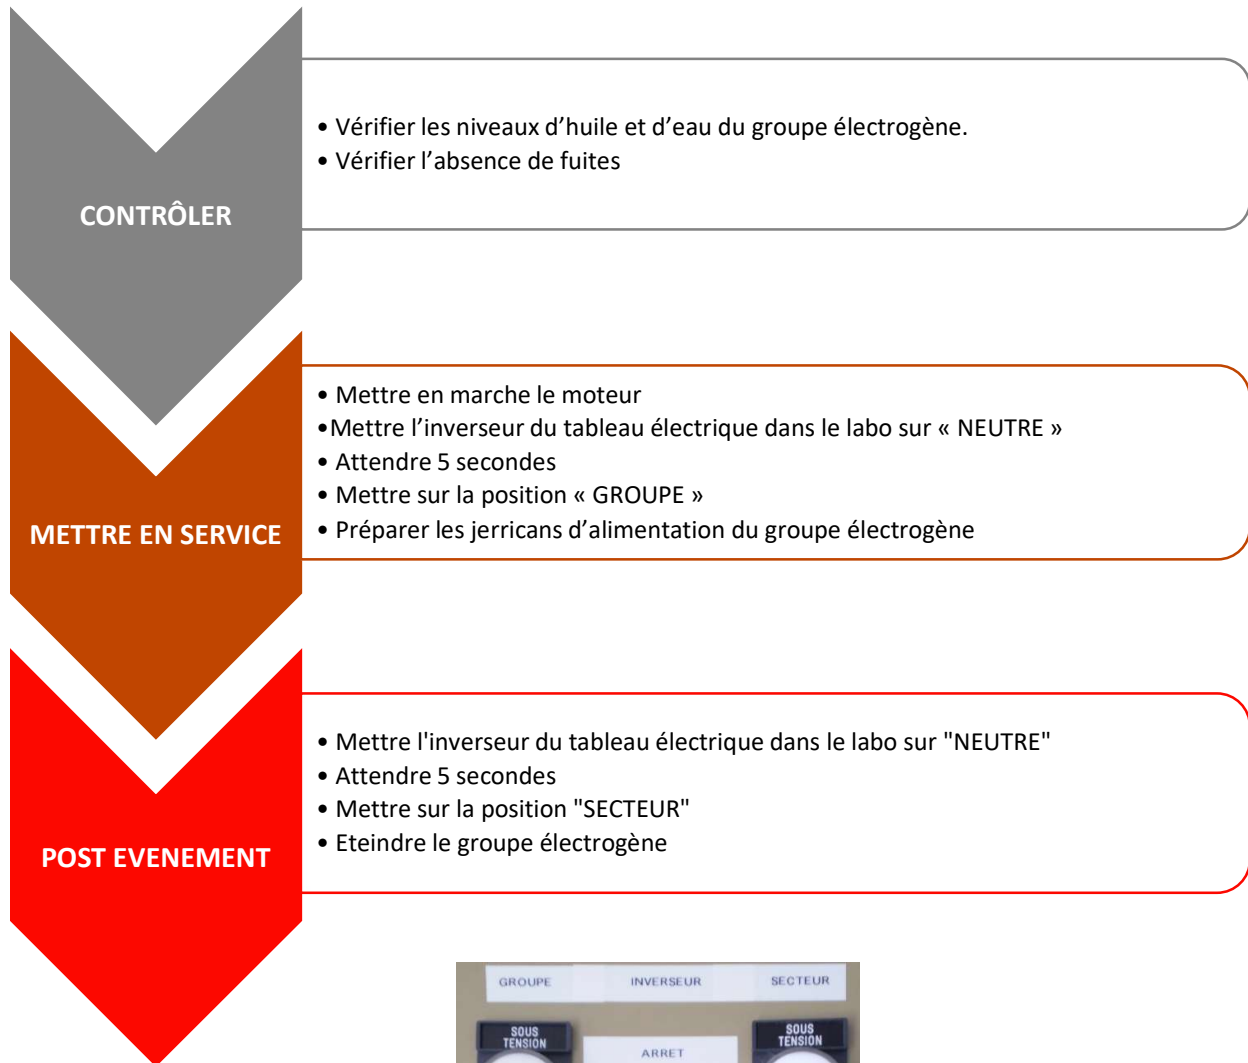 • Vérifier les niveaux d’huile et d’eau du groupe électrogène.
• Vérifier l’absence de fuites
CONTRÔLER
• Mettre en marche le moteur
•Mettre l’inverseur du tableau électrique dans le labo sur « NEUTRE »
• Attendre 5 secondes
• Mettre sur la position « GROUPE »
• Préparer les jerricans d’alimentation du groupe électrogène
METTRE EN SERVICE
• Mettre l'inverseur du tableau électrique dans le labo sur "NEUTRE"
• Attendre 5 secondes
• Mettre sur la position "SECTEUR"
• Eteindre le groupe électrogène
POST EVENEMENT
GROUPE INVERSEUR SECTEUR
SOUS TENSION
ARRET
SOUS TENSION